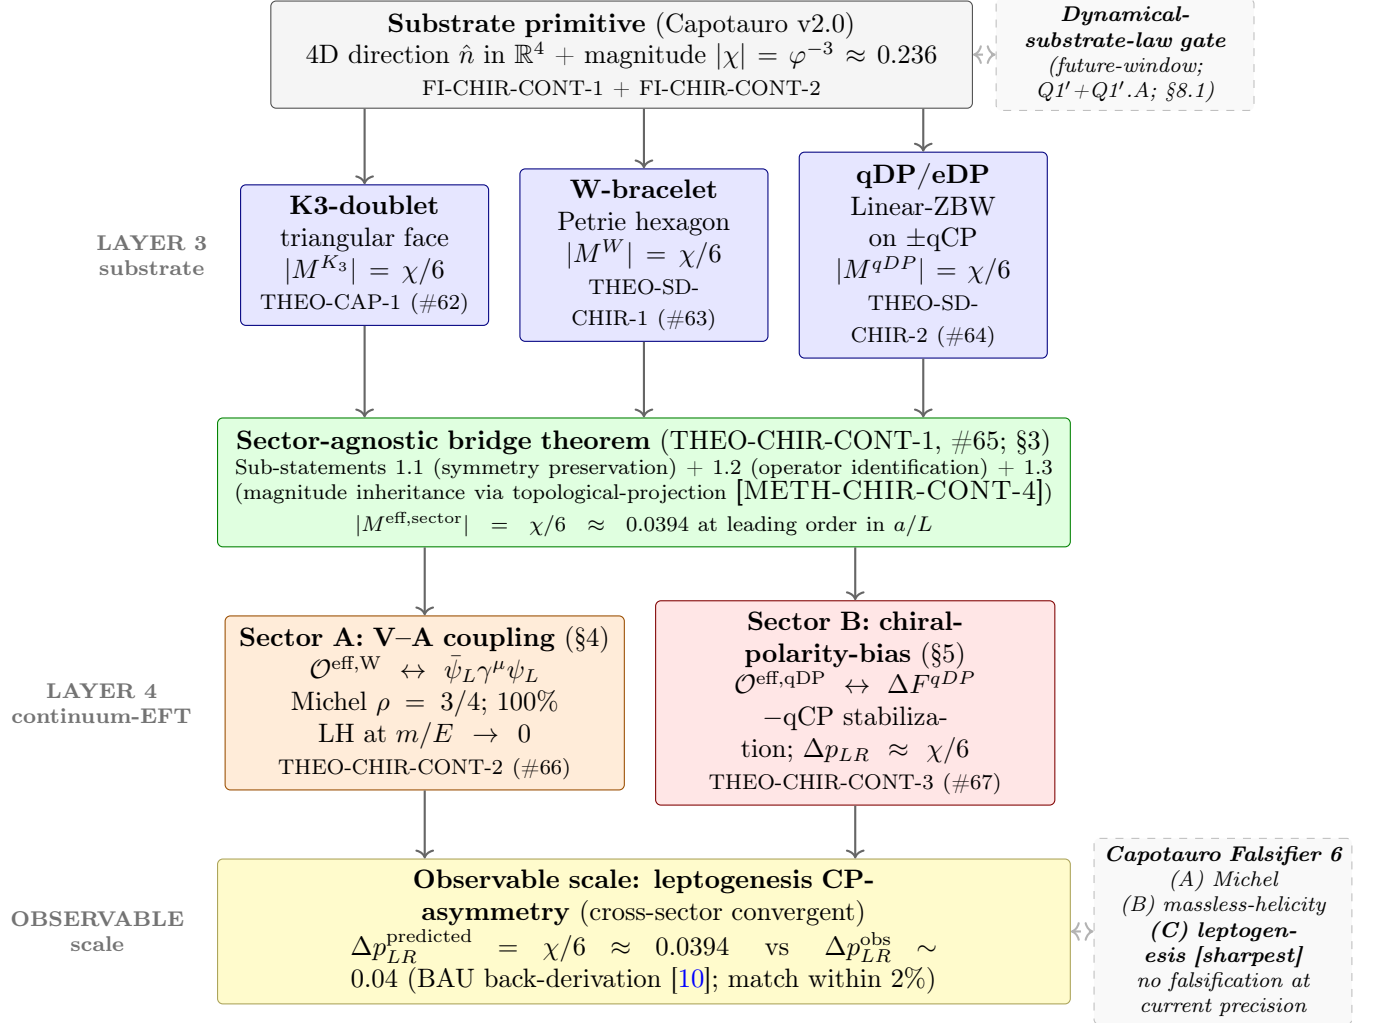 Substrate primitive (Capotauro v2.0)
4D direction n̂ in ℝ⁴ + magnitude |χ| = φ⁻³ ≈ 0.236
FI-CHIR-CONT-1 + FI-CHIR-CONT-2
Dynamical-
substrate-law gate
(future-window;
Q1′+Q1′.A; §8.1)
LAYER 3
substrate
K3-doublet
triangular face
|M^{K₃}| = χ/6
THEO-CAP-1 (#62)
W-bracelet
Petrie hexagon
|M^W| = χ/6
THEO-SD-
CHIR-1 (#63)
qDP/eDP
Linear-ZBW
on ±qCP
|M^{qDP}| = χ/6
THEO-SD-
CHIR-2 (#64)
Sector-agnostic bridge theorem (THEO-CHIR-CONT-1, #65; §3)
Sub-statements 1.1 (symmetry preservation) + 1.2 (operator identification) + 1.3
(magnitude inheritance via topological-projection [METH-CHIR-CONT-4])
|M^{eff,sector}| = χ/6 ≈ 0.0394 at leading order in a/L
LAYER 4
continuum-EFT
Sector A: V–A coupling (§4)
𝒪^{eff,W} ↔ ψ̄_L γ^μ ψ_L
Michel ρ = 3/4; 100%
LH at m/E → 0
THEO-CHIR-CONT-2 (#66)
Sector B: chiral-
polarity-bias (§5)
𝒪^{eff,qDP} ↔ ΔF^{qDP}
−qCP stabiliza-
tion; Δp_{LR} ≈ χ/6
THEO-CHIR-CONT-3 (#67)
OBSERVABLE
scale
Observable scale: leptogenesis CP-
asymmetry (cross-sector convergent)
Δp_{LR}^{predicted} = χ/6 ≈ 0.0394 vs Δp_{LR}^{obs} ∼
0.04 (BAU back-derivation [10]; match within 2%)
Capotauro Falsifier 6
(A) Michel
(B) massless-helicity
(C) leptogen-
esis [sharpest]
no falsification at
current precision